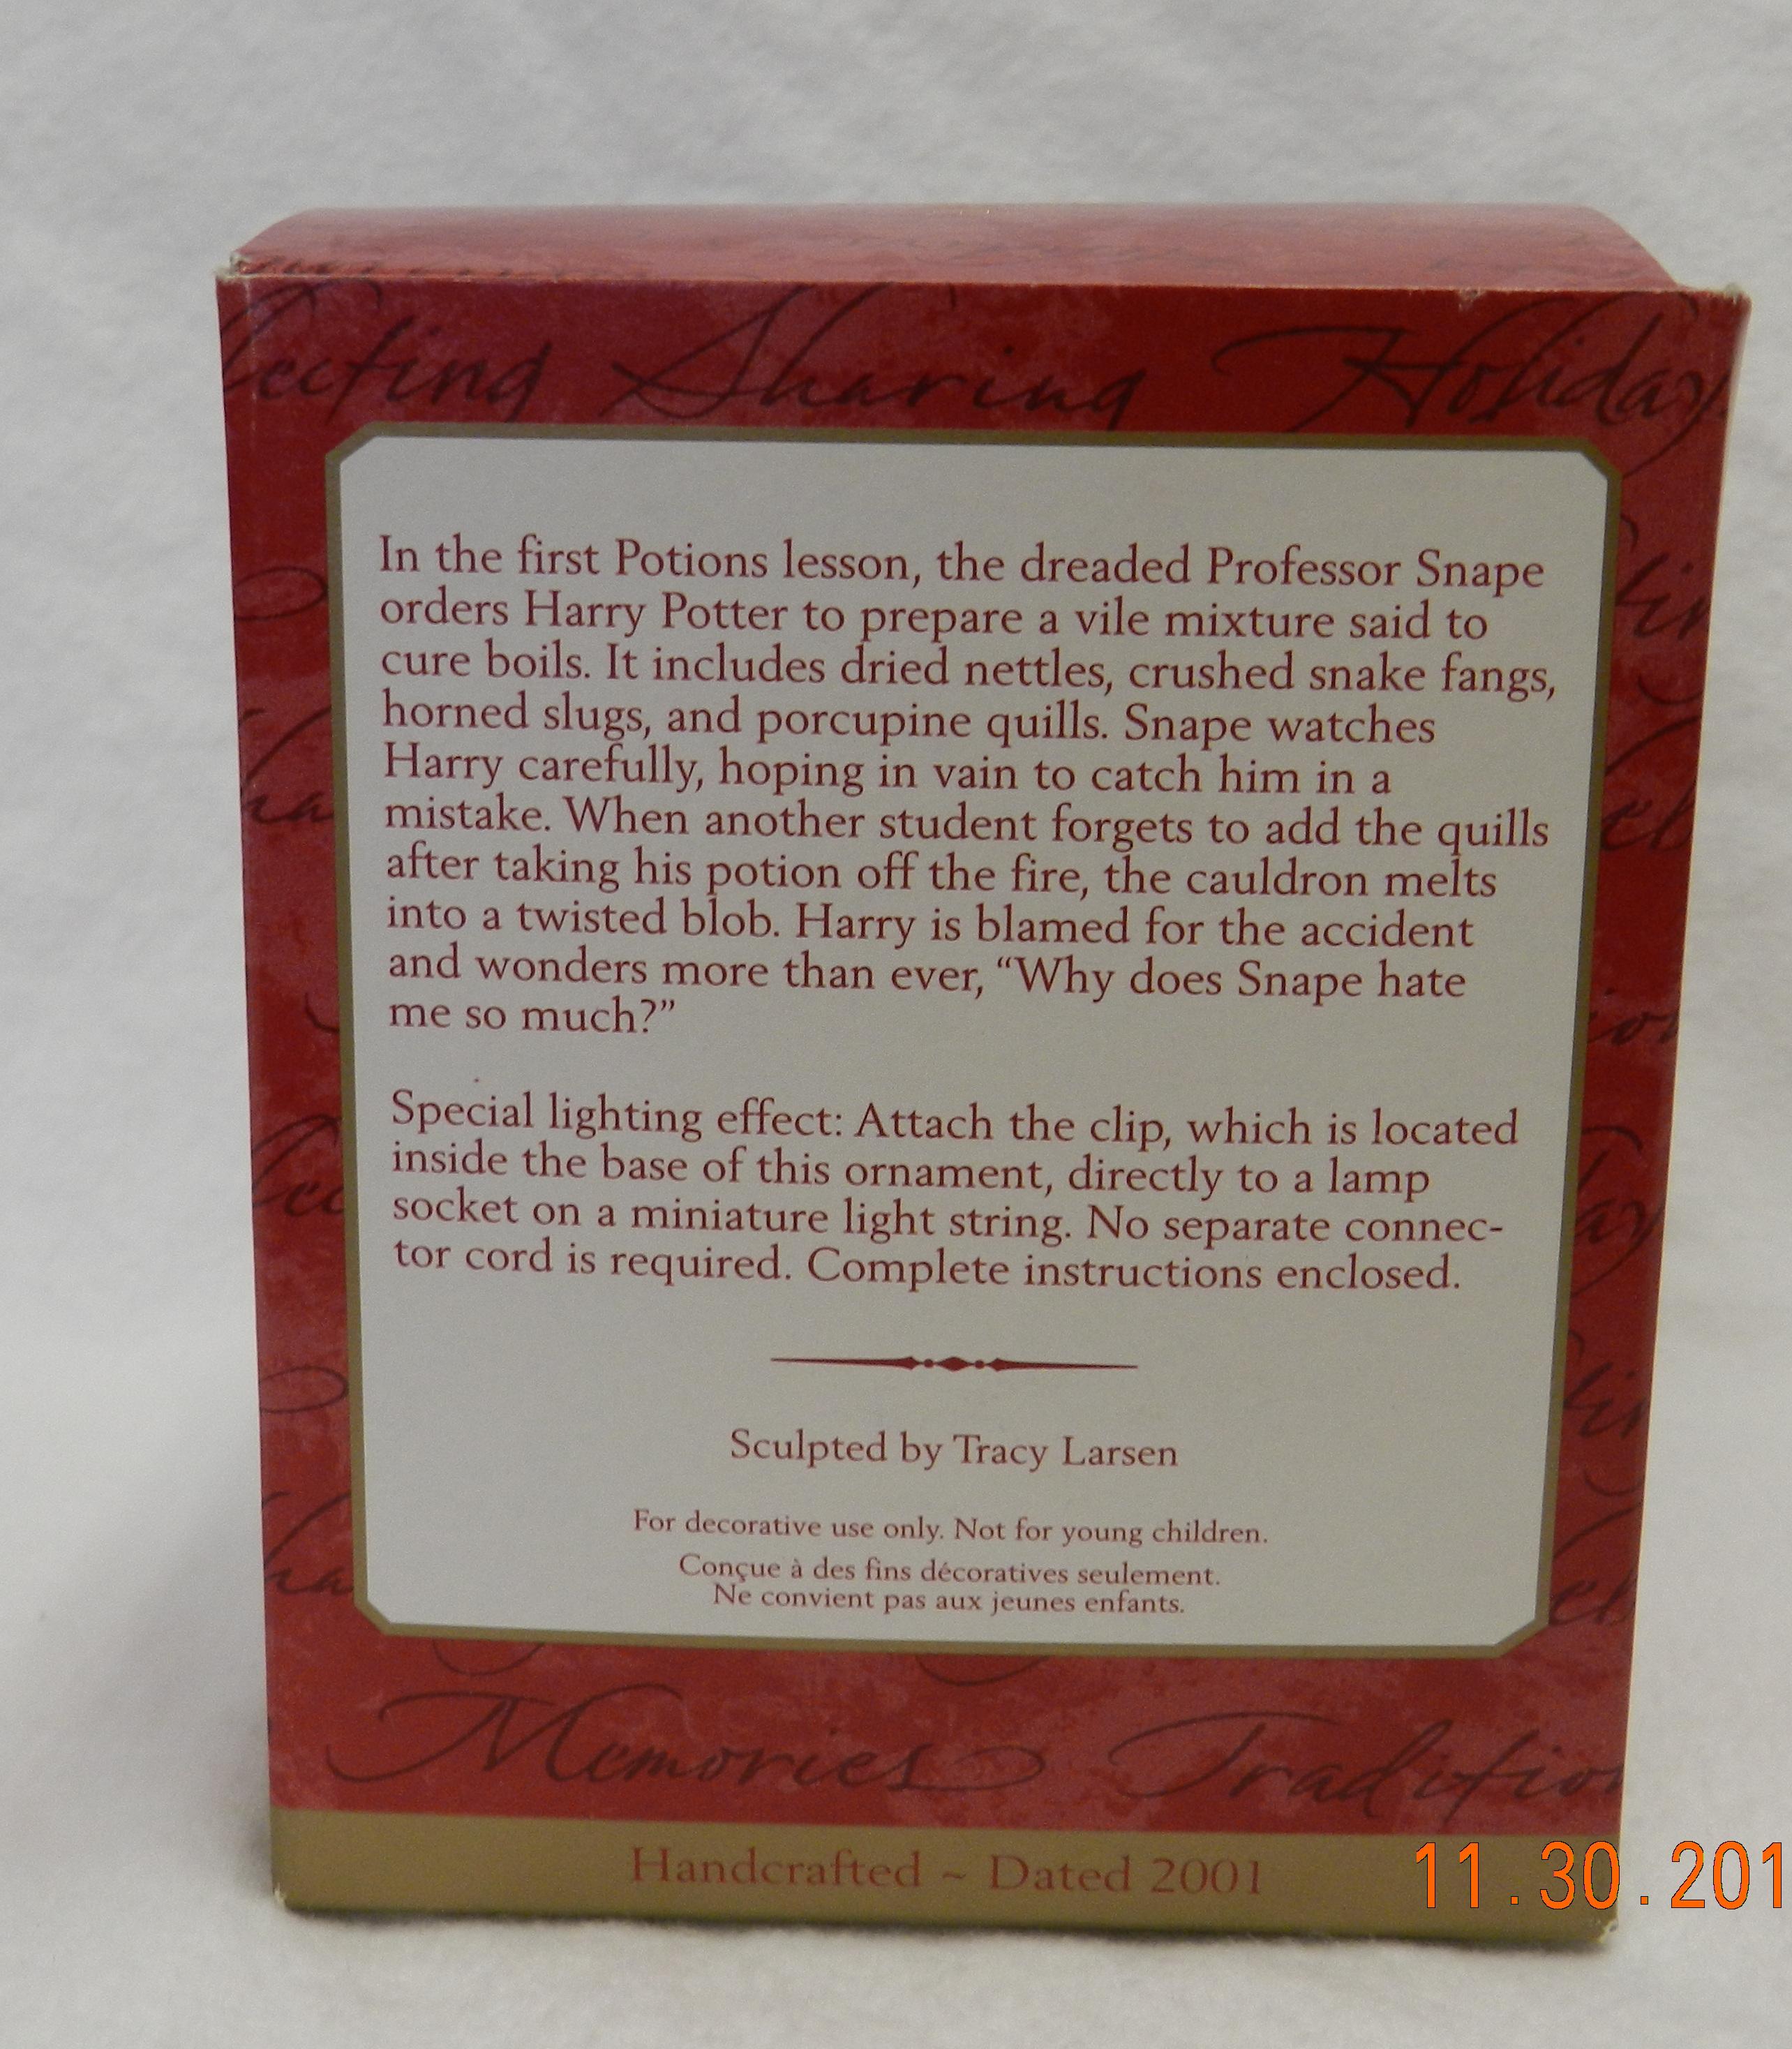 lecting Sharing Holiday
In the first Potions lesson, the dreaded Professor Snape
orders Harry Potter to prepare a vile mixture said to
cure boils. It includes dried nettles, crushed snake fangs,
horned slugs, and porcupine quills. Snape watches
Harry carefully, hoping in vain to catch him in a
mistake. When another student forgets to add the quills
after taking his potion off the fire, the cauldron melts
into a twisted blob. Harry is blamed for the accident
and wonders more than ever, “Why does Snape hate
me so much?”
Special lighting effect: Attach the clip, which is located
inside the base of this ornament, directly to a lamp
socket on a miniature light string. No separate connec-
tor cord is required. Complete instructions enclosed.
Sculpted by Tracy Larsen
For decorative use only. Not for young children.
Conçue à des fins décoratives seulement.
Ne convient pas aux jeunes enfants.
Memories Tradition
Handcrafted ~ Dated 2001
11.30.201